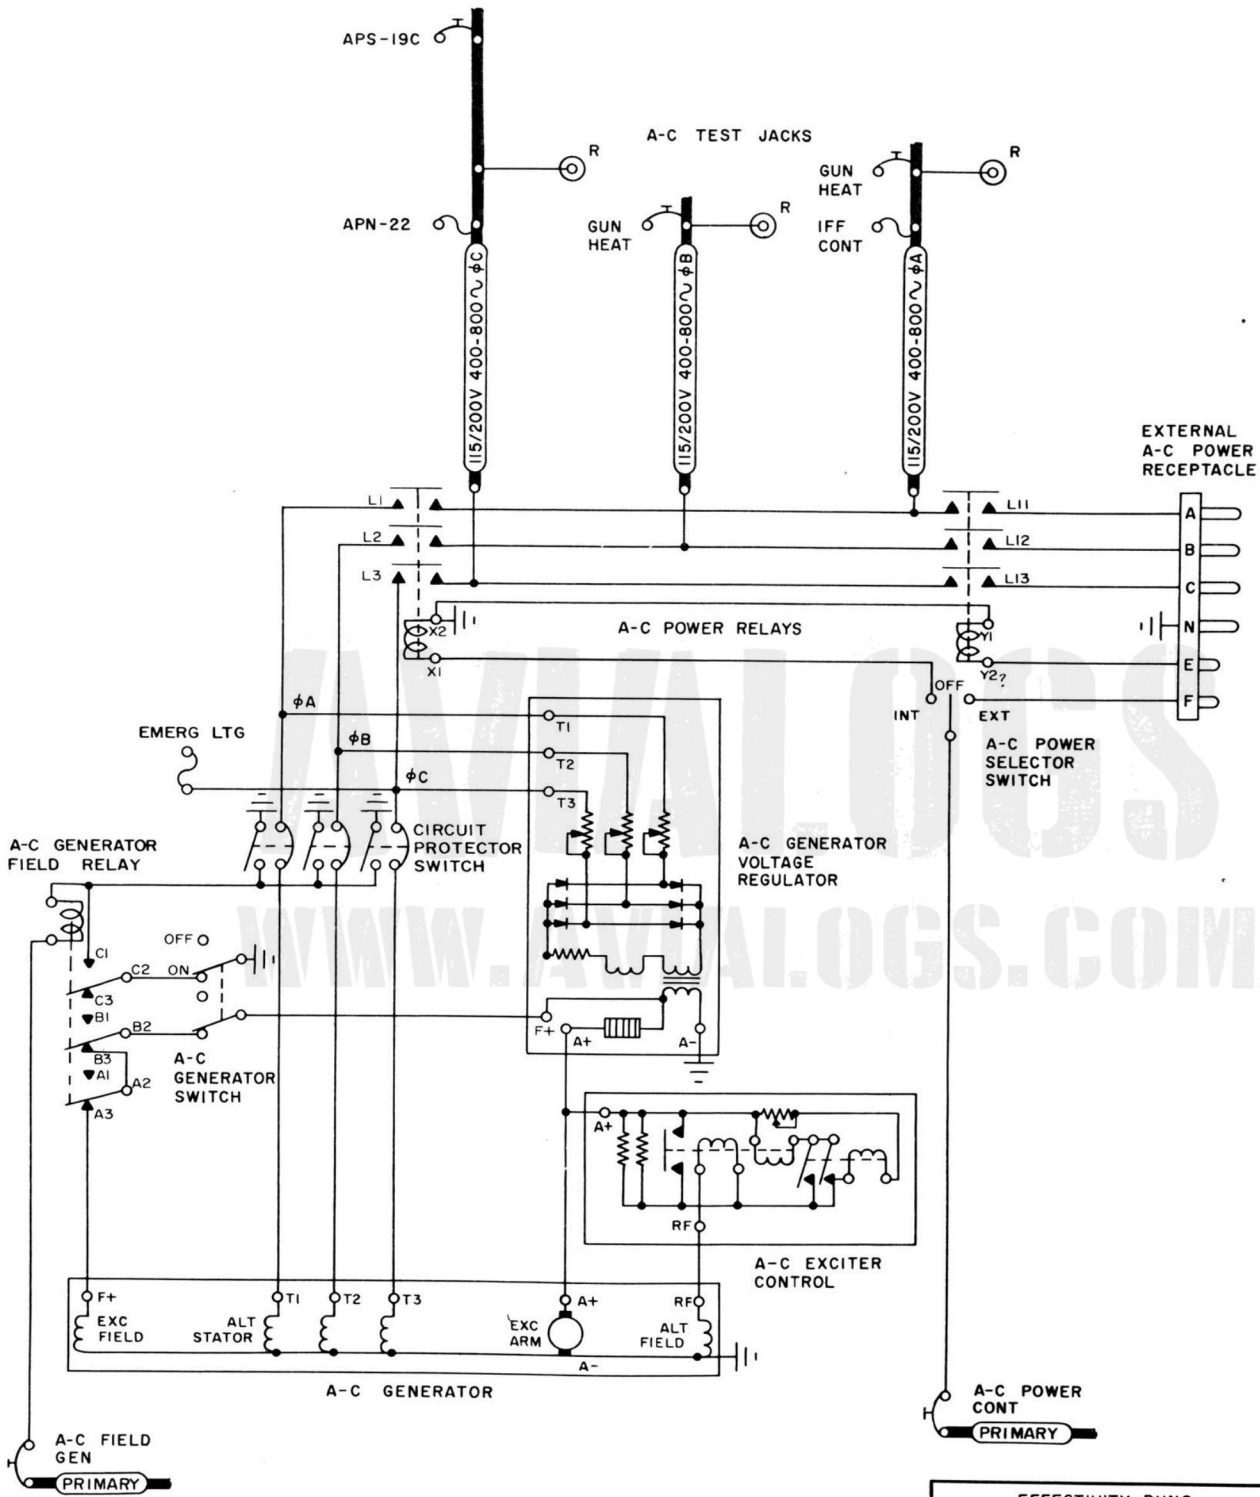 APS-19C
A-C TEST JACKS
R
R
GUN
HEAT
APN-22
GUN
HEAT
R
IFF
CONT
115/200V 400-800~ φC
115/200V 400-800~ φB
115/200V 400-800~ φA
EXTERNAL
A-C POWER
RECEPTACLE
L1
L11
A
L2
L12
B
L3
L13
C
X2
A-C POWER RELAYS
Y1
N
X1
Y2?
E
OFF
INT
EXT
F
φA
T1
EMERG LTG
φB
T2
A-C POWER
SELECTOR
SWITCH
φC
T3
A-C GENERATOR
FIELD RELAY
CIRCUIT
PROTECTOR
SWITCH
A-C GENERATOR
VOLTAGE
REGULATOR
AVIALOGS
WWW.AVIALOGS.COM
OFF
C1
C2
ON
C3
B1
B2
F+
A+
A-
B3
A1
A2
A3
A-C
GENERATOR
SWITCH
A+
RF
A-C EXCITER
CONTROL
F+
T1
T2
T3
A+
RF
EXC
FIELD
ALT
STATOR
EXC
ARM
ALT
FIELD
A-
A-C GENERATOR
A-C POWER
CONT
PRIMARY
A-C FIELD
GEN
PRIMARY